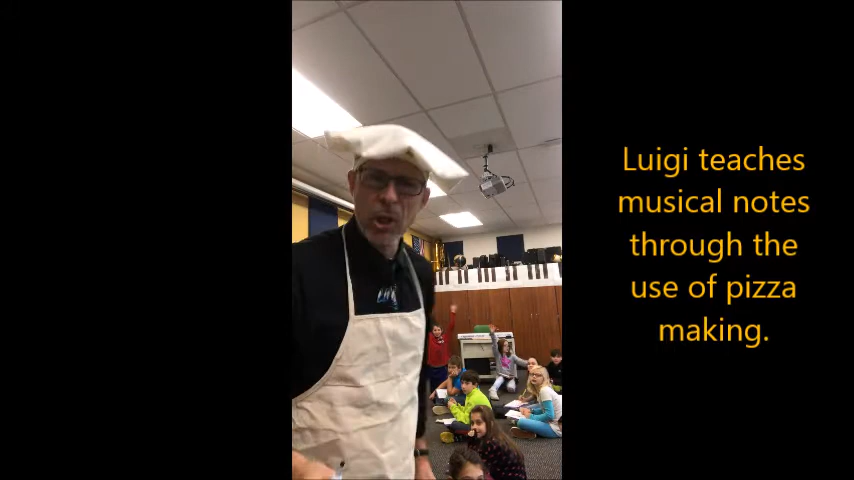 Luigi teaches
musical notes
through the
use of pizza
making.